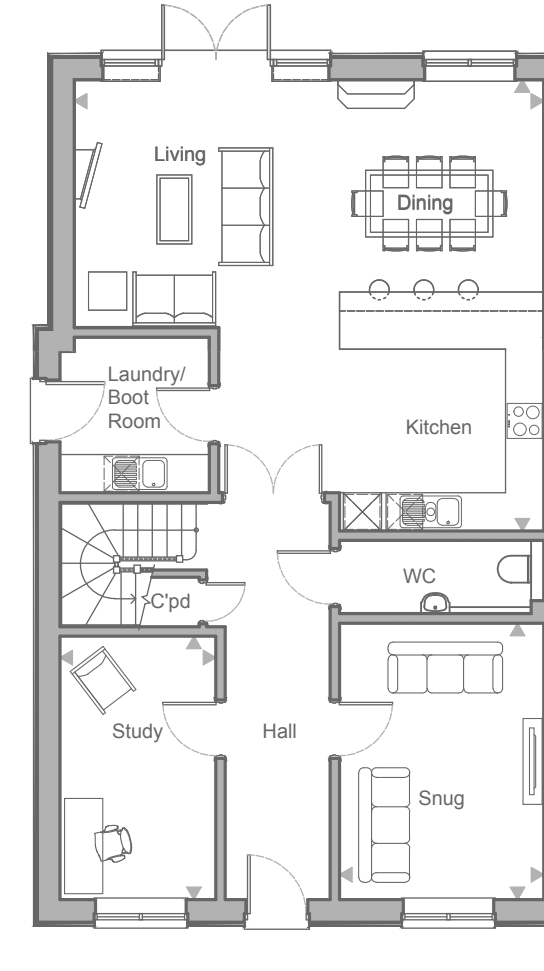 Living
Dining
Laundry/
Boot
Room
Kitchen
WC
C'pd
Study
Hall
Snug